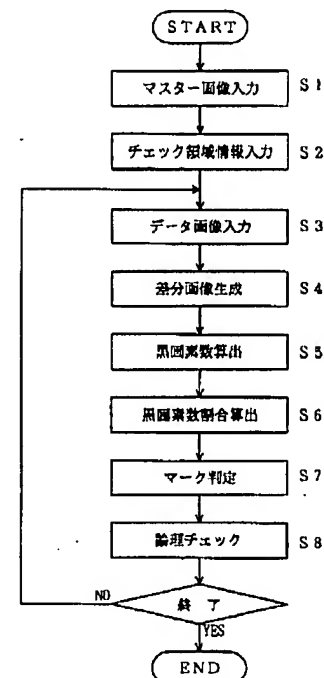 START
マスター画像入力 S1
チェック領域情報入力 S2
データ画像入力 S3
差分画像生成 S4
黒画素数算出 S5
黒画素数割合算出 S6
マーク判定 S7
論理チェック S8
NO 終了
YES
END